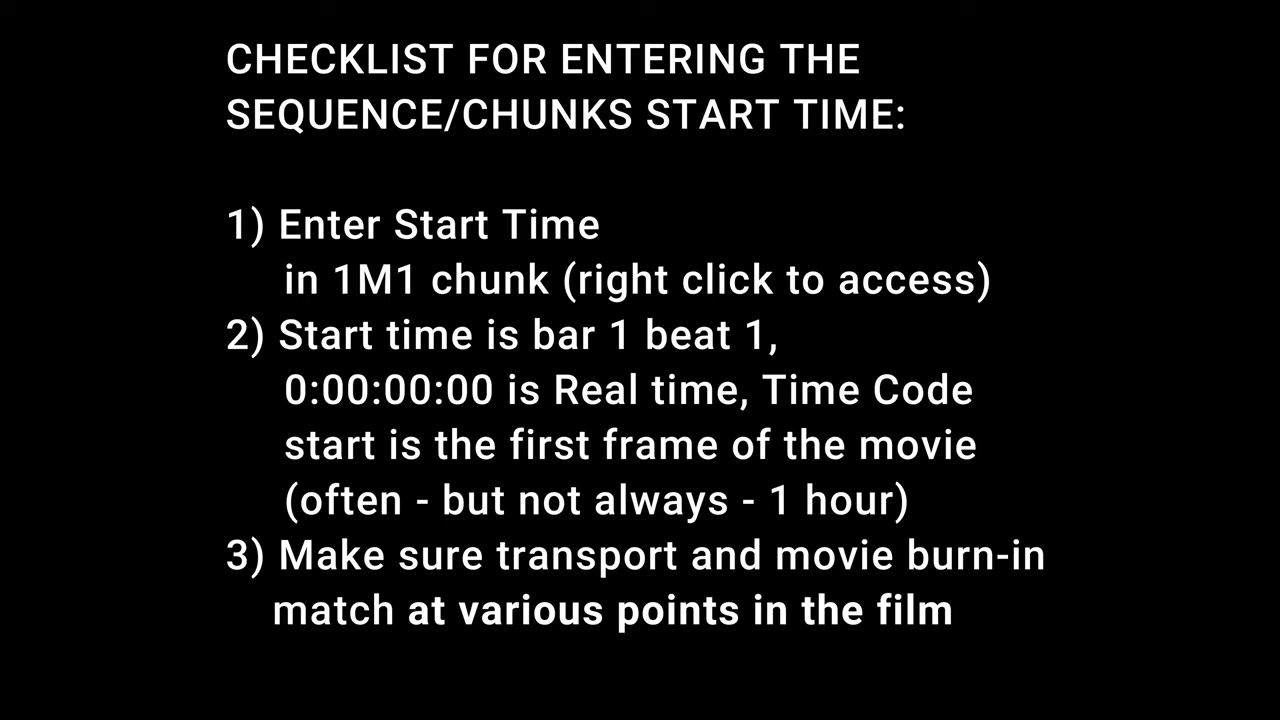 CHECKLIST FOR ENTERING THE
SEQUENCE/CHUNKS START TIME:
1) Enter Start Time
in 1M1 chunk (right click to access)
2) Start time is bar 1 beat 1,
0:00:00:00 is Real time, Time Code
start is the first frame of the movie
(often - but not always - 1 hour)
3) Make sure transport and movie burn-in
match at various points in the film